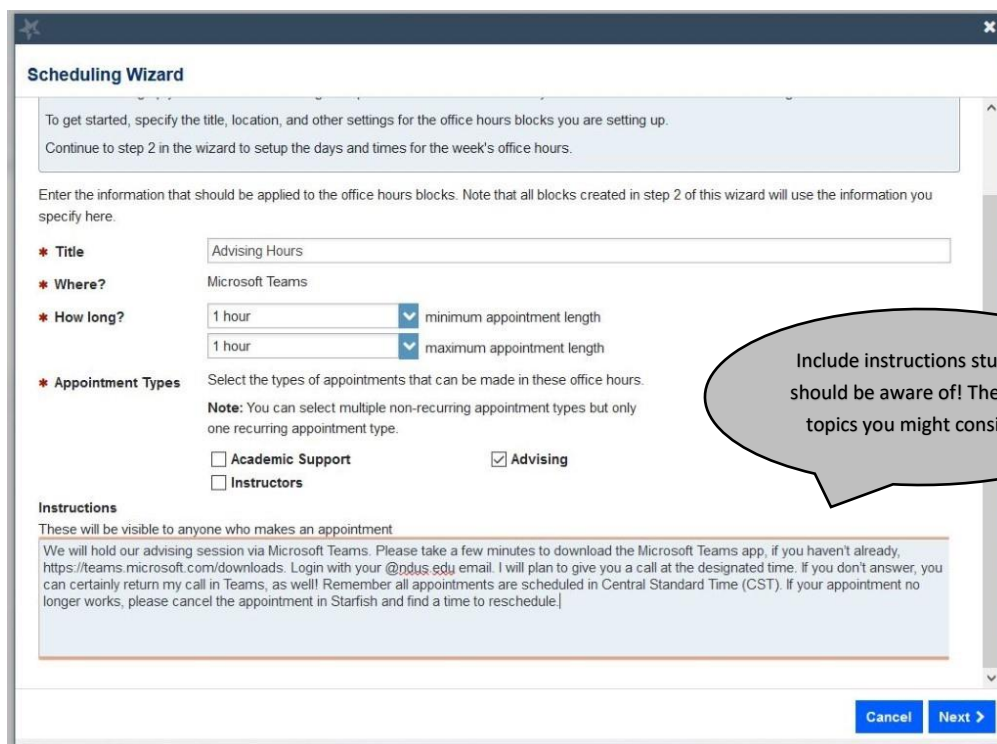 Scheduling Wizard
To get started, specify the title, location, and other settings for the office hours blocks you are setting up.
Continue to step 2 in the wizard to setup the days and times for the week's office hours.
Enter the information that should be applied to the office hours blocks. Note that all blocks created in step 2 of this wizard will use the information you
specify here.
* Title Advising Hours
* Where? Microsoft Teams
* How long? 1 hour minimum appointment length
1 hour maximum appointment length
* Appointment Types Select the types of appointments that can be made in these office hours.
Note: You can select multiple non-recurring appointment types but only
one recurring appointment type.
Academic Support Advising
Instructors
Include instructions stu
should be aware of! The
topics you might consi
Instructions
These will be visible to anyone who makes an appointment
We will hold our advising session via Microsoft Teams. Please take a few minutes to download the Microsoft Teams app, if you haven't already,
https://teams.microsoft.com/downloads. Login with your @ndus.edu email. I will plan to give you a call at the designated time. If you don't answer, you
can certainly return my call in Teams, as well! Remember all appointments are scheduled in Central Standard Time (CST). If your appointment no
longer works, please cancel the appointment in Starfish and find a time to reschedule.
Cancel Next >